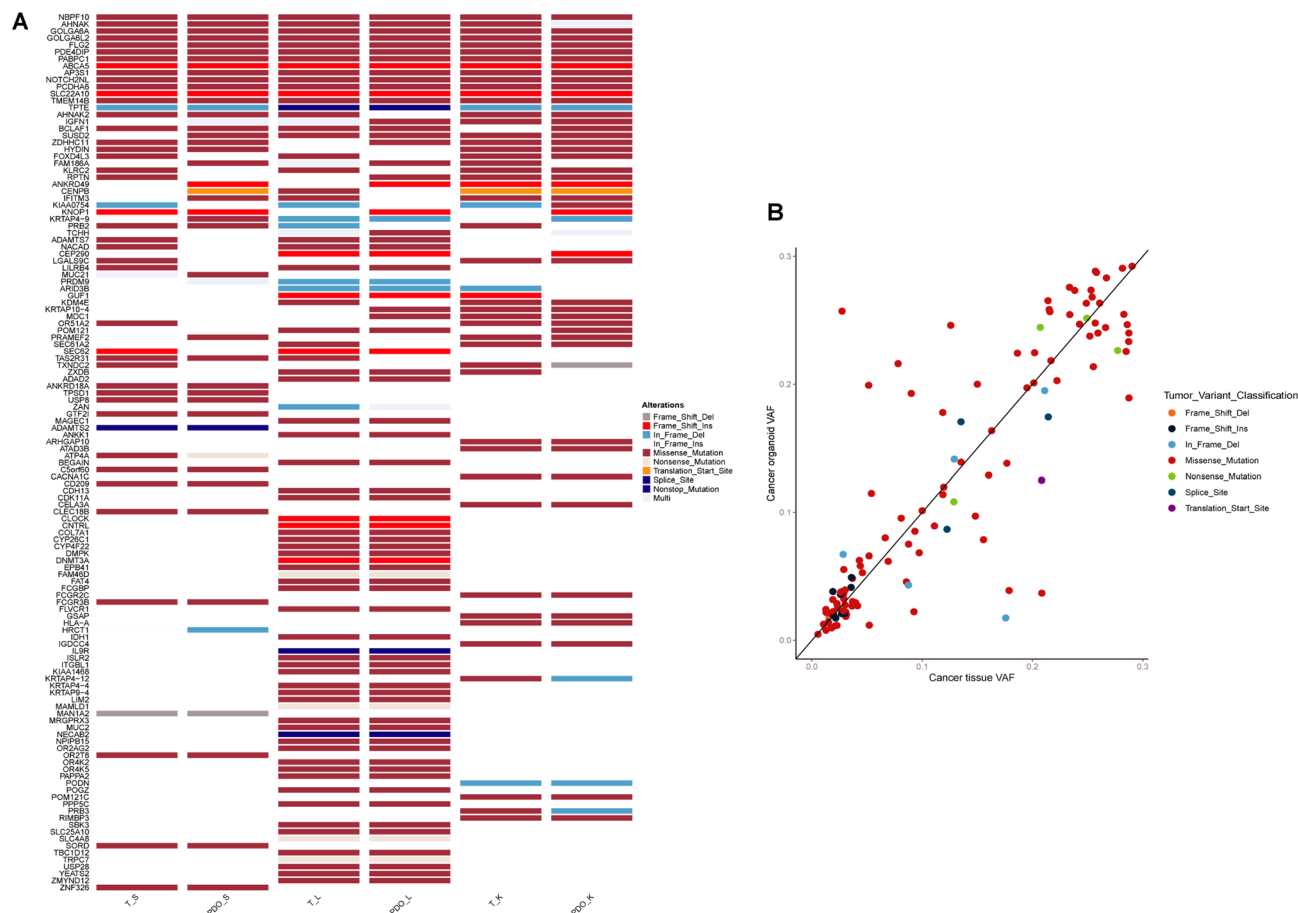 A
NBPF10
AHNAK
GOLGA6A
GOLGA6L2
FLG2
PDE4DIP
PABPC1
ABCA5
AP3S1
NOTCH2NL
PCDHA6
SLC22A10
TMEM14B
TPTE
AHNAK2
IGFN1
BCLAF1
SUSD2
ZDHHC11
HYDIN
FOXD4L3
FAM186A
KLRC2
RPTN
ANKRD49
CENPB
IFITM3
KIAA0754
KNOP1
KRTAP4-9
PRB2
TCHH
ADAMTS7
NACAD
CEP290
LGALS9C
LILRB4
MUC21
PRDM9
ARID3B
GUF1
KDM4E
KRTAP10-4
MDC1
OR51A2
POM121
PRAMEF2
SEC61A2
SEC62
TAS2R31
TXNDC2
ZXDB
ADAD2
ANKRD18A
TPSD1
USP8
ZAN
GTF2I
MAGEC1
ADAMTS2
ANKK1
ARHGAP10
ATAD3B
ATP4A
BEGAIN
C5orf60
CACNA1C
CD209
CDH13
CDK11A
CELA3A
CLEC18B
CLOCK
CNTRL
COL7A1
CYP26C1
CYP4F22
DMPK
DNMT3A
EPB41
FAM46D
FAT4
FCGBP
FCGR2C
FCGR3B
FLVCR1
GSAP
HLA-A
HRCT1
IDH1
IGDCC4
IL9R
ISLR2
ITGBL1
KIAA1468
KRTAP4-12
KRTAP4-4
KRTAP9-4
LIM2
MAMLD1
MAN1A2
MRGPRX3
MUC2
NECAB2
NPIPB15
OR2AG2
OR2T8
OR4K2
OR4K5
PAPPA2
PODN
POGZ
POM121C
PPP5C
PRB3
RIMBP3
SBK3
SLC25A10
SLC4A8
SORD
TBC1D12
TRPC7
USP28
YEATS2
ZMYND12
ZNF326
T_S
PDO_S
T_L
PDO_L
T_K
PDO_K
Alterations
Frame_Shift_Del
Frame_Shift_Ins
In_Frame_Del
In_Frame_Ins
Missense_Mutation
Nonsense_Mutation
Translation_Start_Site
Splice_Site
Nonstop_Mutation
Multi
B
Cancer organoid VAF
0.3
0.2
0.1
0.0
0.0
0.1
0.2
0.3
Cancer tissue VAF
Tumor_Variant_Classification
Frame_Shift_Del
Frame_Shift_Ins
In_Frame_Del
Missense_Mutation
Nonsense_Mutation
Splice_Site
Translation_Start_Site